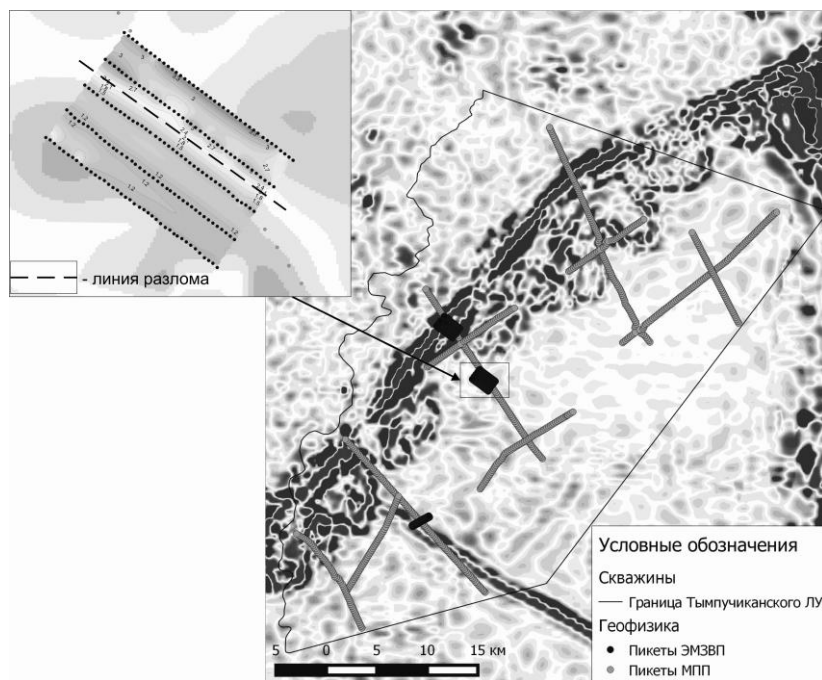 - линия разлома
Условные обозначения
Скважины
Граница Тымпучиканского ЛУ
Геофизика
Пикеты ЭМЗВП
Пикеты МПП
5 0 5 10 15 км